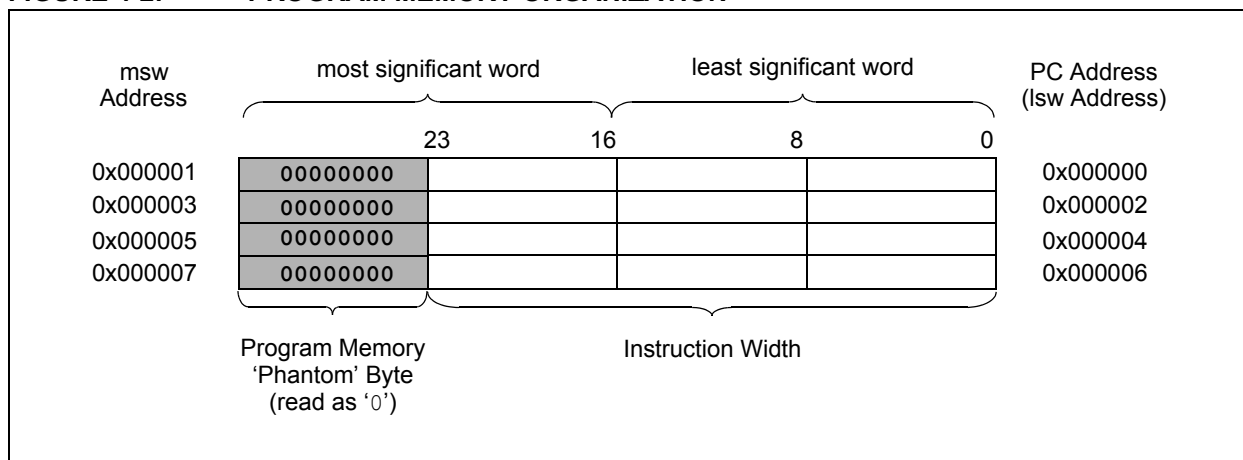 msw
Address
most significant word
least significant word
PC Address
(lsw Address)
23 16 8 0
0x000001 00000000 0x000000
0x000003 00000000 0x000002
0x000005 00000000 0x000004
0x000007 00000000 0x000006
Program Memory
‘Phantom’ Byte
(read as ‘0’)
Instruction Width